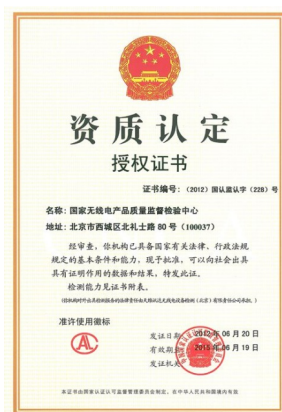 资质认定
授权证书
证书编号：（2012）国认监认字（228）号
名称：国家无线电产品质量监督检验中心
地址：北京市西城区北礼士路80号（100037）
经审查，你机构已具备国家有关法律、行政法规
规定的基本条件和能力，现予批准，可以向社会出具
具有证明作用的数据和结果，特发此证。
检测能力见证书附表。
准许使用徽标
发证日期：2012年06月20日
有效期至：2015年06月19日
发证机关：
本证书由国家认证认可监督管理委员会制定，在中华人民共和国境内有效